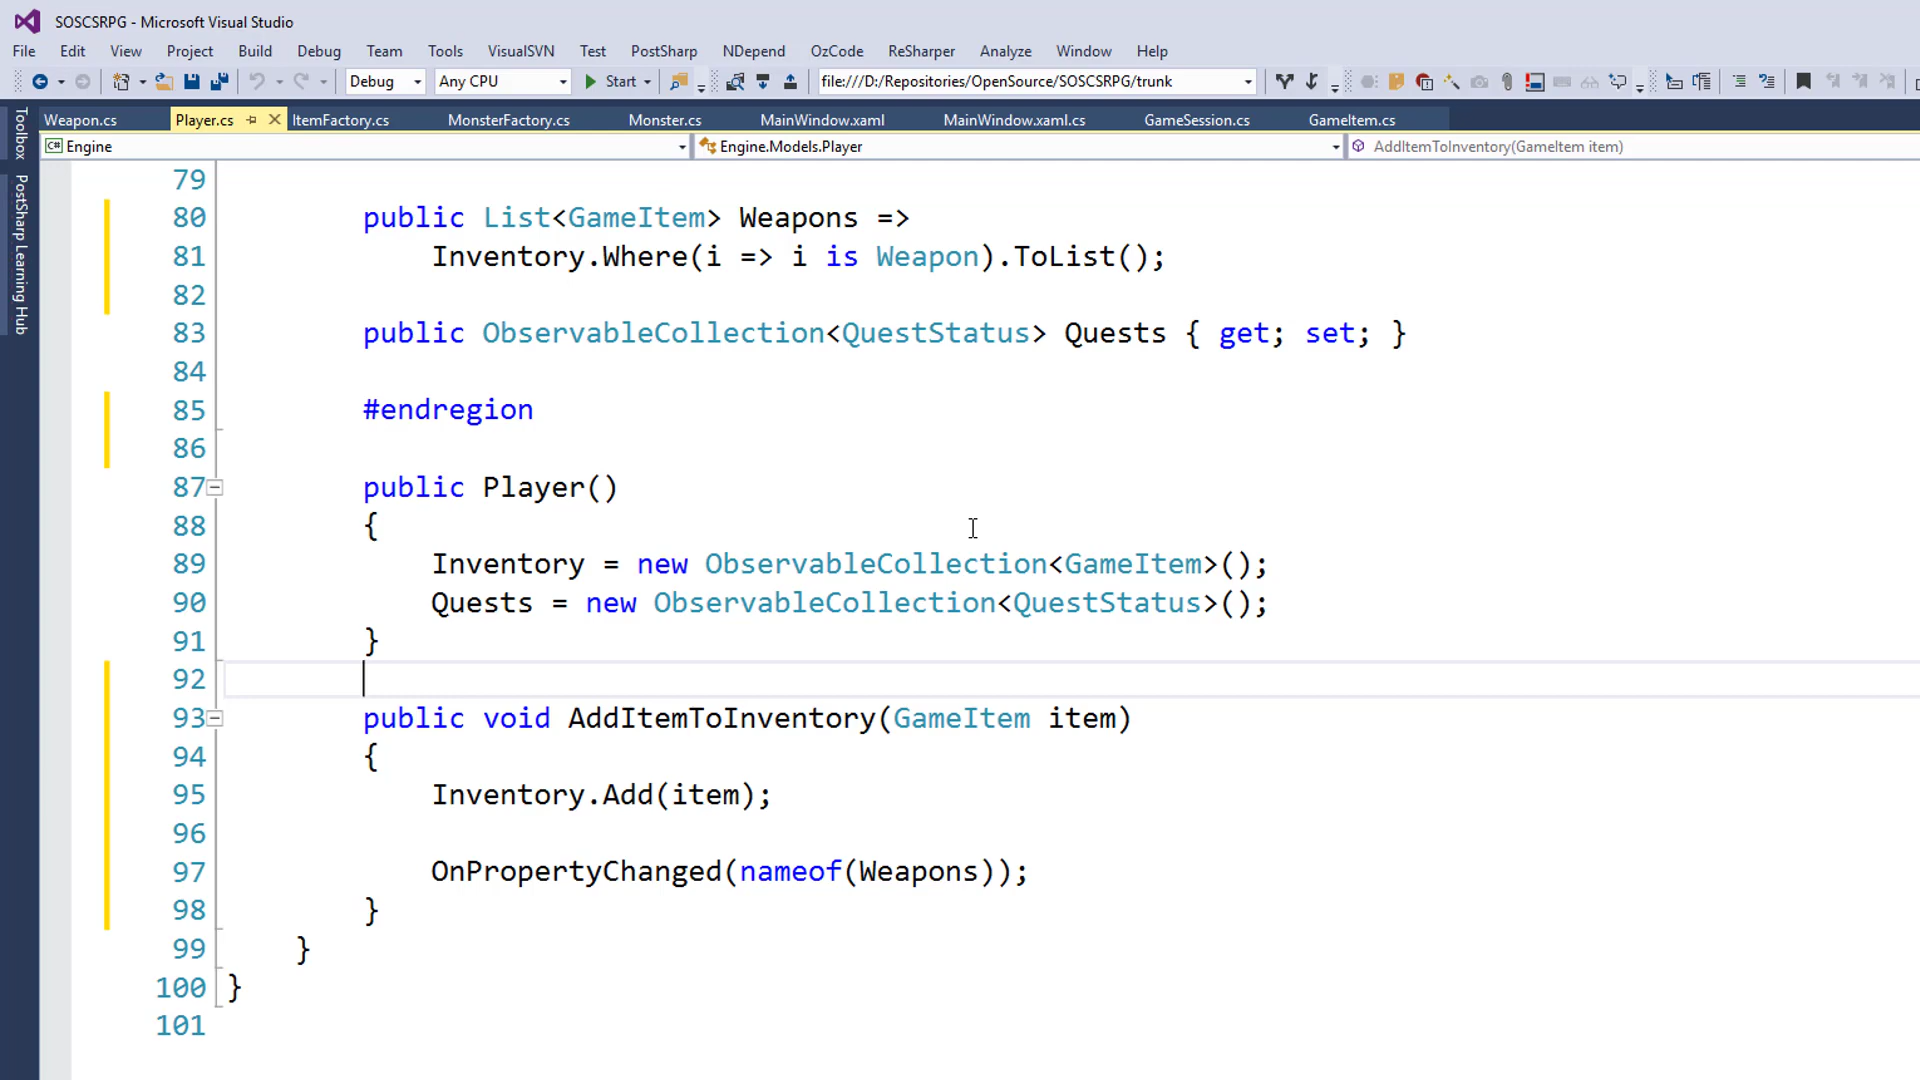 SOSCSRPG - Microsoft Visual Studio
File Edit View Project Build Debug Team Tools VisualSVN Test PostSharp NDepend OzCode ReSharper Analyze Window Help
Debug Any CPU Start file:///D:/Repositories/OpenSource/SOSCSRPG/trunk
Toolbox
PostSharp Learning Hub
Weapon.cs Player.cs ItemFactory.cs MonsterFactory.cs Monster.cs MainWindow.xaml MainWindow.xaml.cs GameSession.cs GameItem.cs
C# Engine Engine.Models.Player AddItemToInventory(GameItem item)
79
80 public List<GameItem> Weapons =>
81 Inventory.Where(i => i is Weapon).ToList();
82
83 public ObservableCollection<QuestStatus> Quests { get; set; }
84
85 #endregion
86
87 public Player()
88 {
89 Inventory = new ObservableCollection<GameItem>();
90 Quests = new ObservableCollection<QuestStatus>();
91 }
92
93 public void AddItemToInventory(GameItem item)
94 {
95 Inventory.Add(item);
96
97 OnPropertyChanged(nameof(Weapons));
98 }
99 }
100 }
101